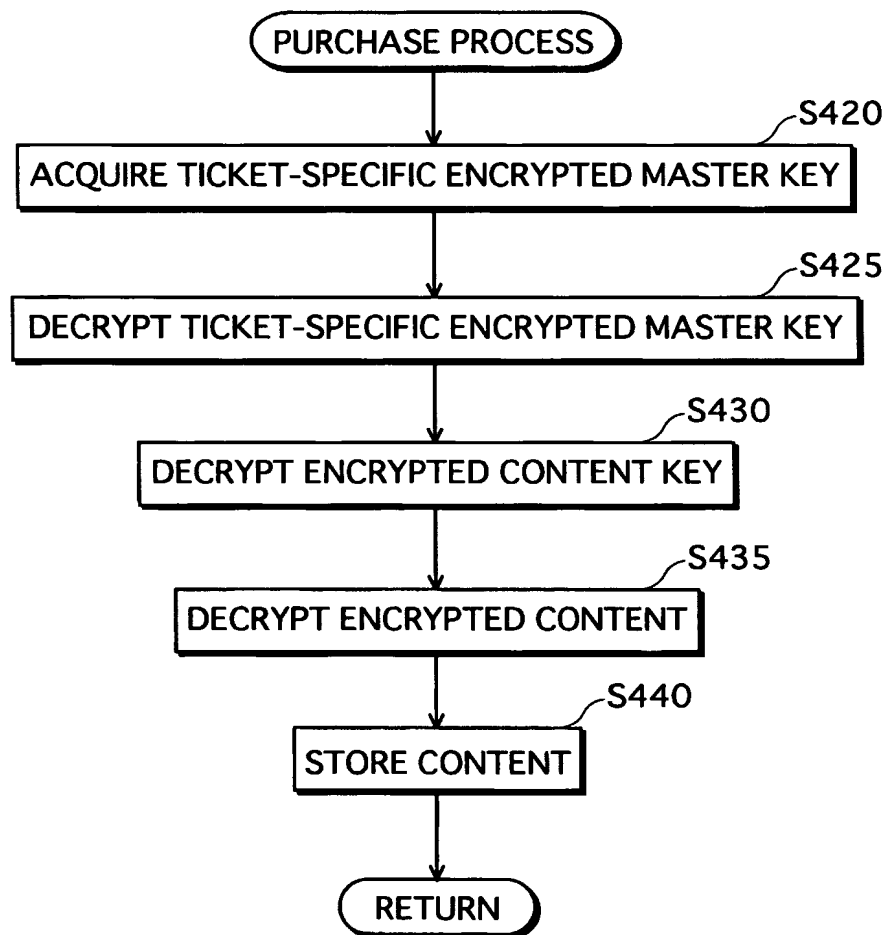 PURCHASE PROCESS
S420
ACQUIRE TICKET-SPECIFIC ENCRYPTED MASTER KEY
S425
DECRYPT TICKET-SPECIFIC ENCRYPTED MASTER KEY
S430
DECRYPT ENCRYPTED CONTENT KEY
S435
DECRYPT ENCRYPTED CONTENT
S440
STORE CONTENT
RETURN